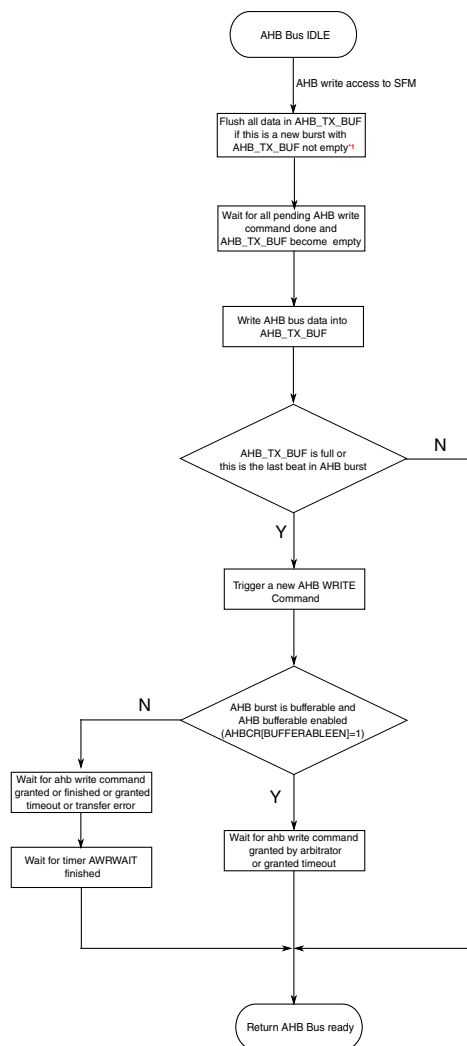 AHB Bus IDLE
AHB write access to SFM
Flush all data in AHB_TX_BUF
if this is a new burst with
AHB_TX_BUF not empty*1
Wait for all pending AHB write
command done and
AHB_TX_BUF become empty
Write AHB bus data into
AHB_TX_BUF
AHB_TX_BUF is full or
this is the last beat in AHB burst
N
Y
Trigger a new AHB WRITE
Command
AHB burst is bufferable and
AHB bufferable enabled
(AHBCR[BUFFERABLEEN]=1)
N
Y
Wait for ahb write command
granted or finished or granted
timeout or transfer error
Wait for ahb write command
granted by arbitrator
or granted timeout
Wait for timer AWRWAIT
finished
Return AHB Bus ready